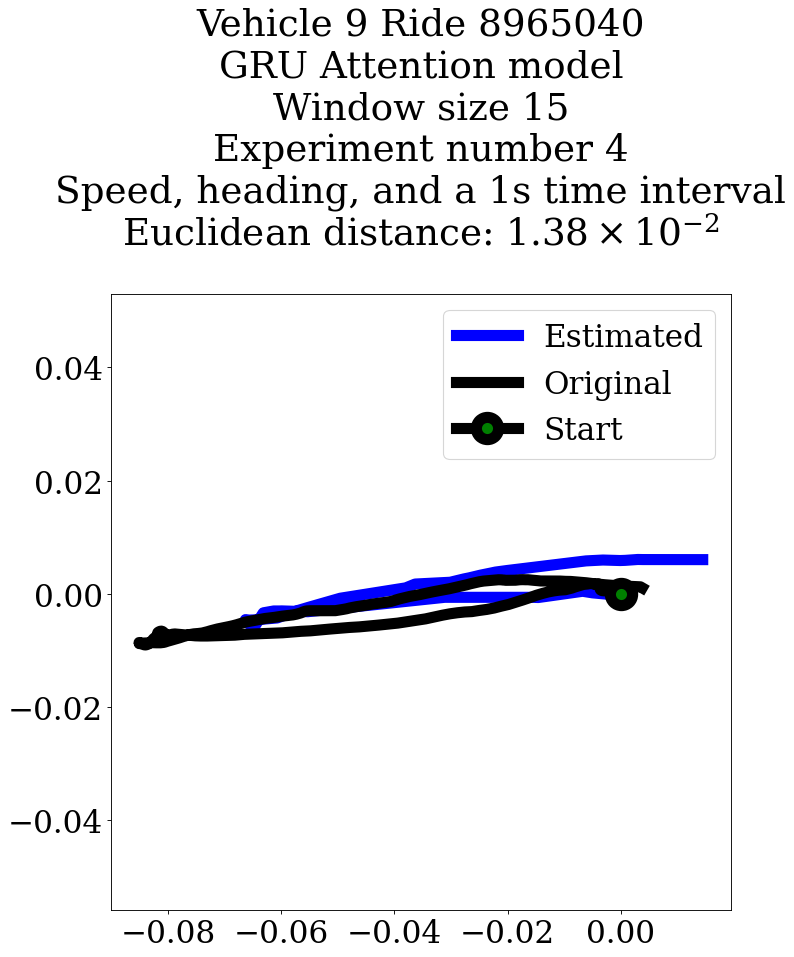 Vehicle 9 Ride 8965040
GRU Attention model
Window size 15
Experiment number 4
Speed, heading, and a 1s time interval
Euclidean distance: 1.38 × 10⁻²
Estimated
Original
Start
0.04
0.02
0.00
−0.02
−0.04
−0.08 −0.06 −0.04 −0.02 0.00